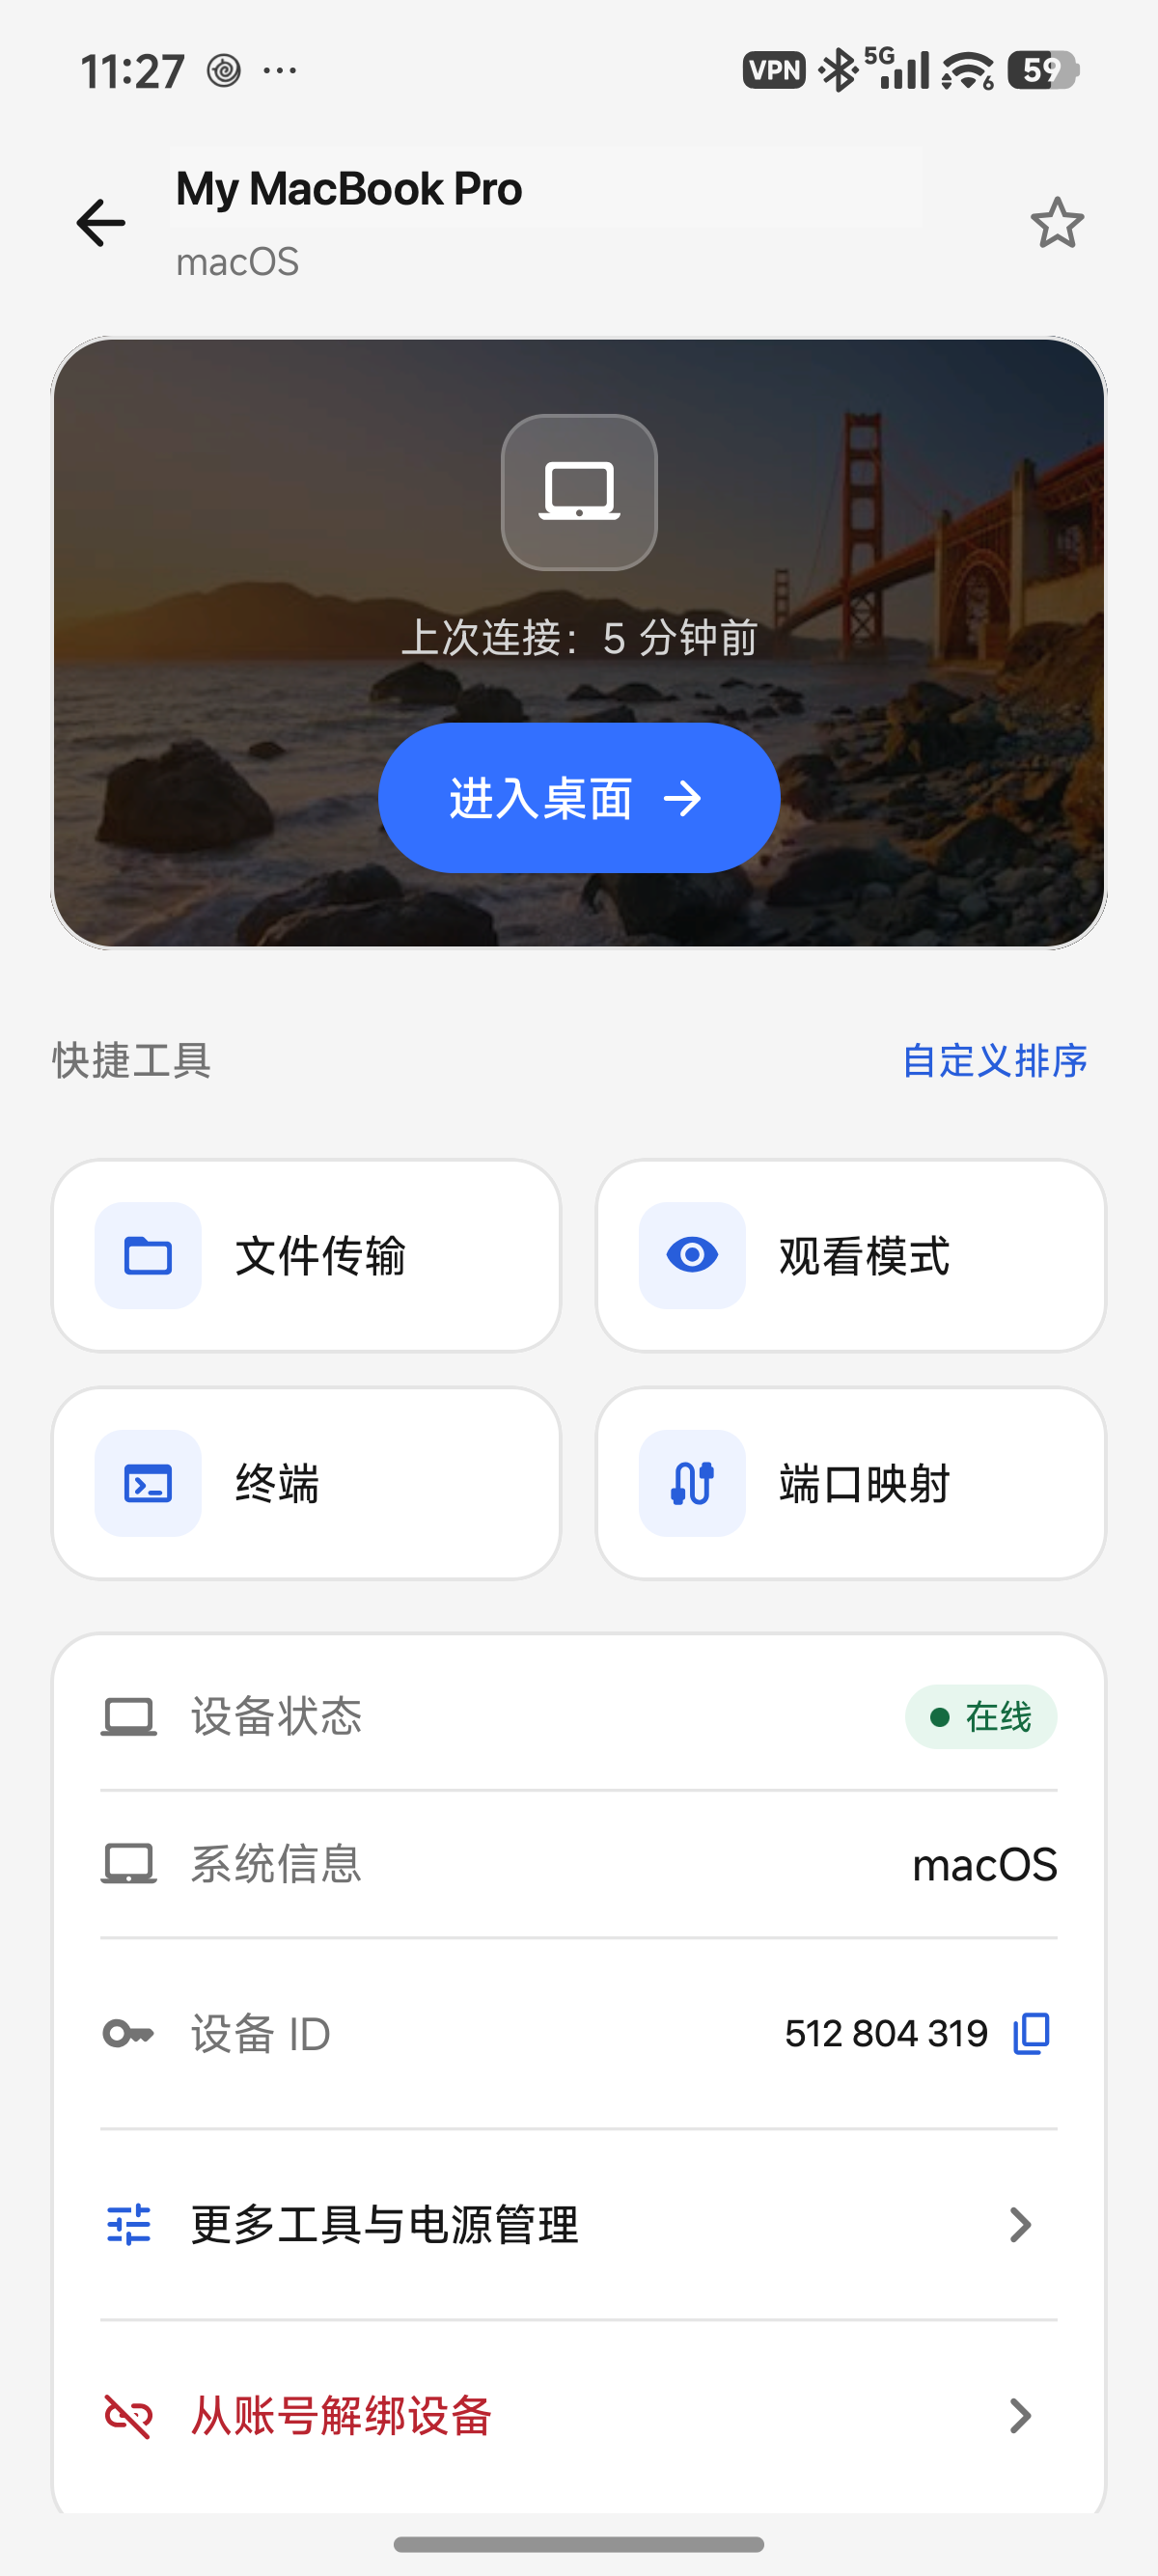 11:27
VPN 5G 6 59
My MacBook Pro
macOS
上次连接：5 分钟前
进入桌面
快捷工具 自定义排序
文件传输 观看模式
终端 端口映射
设备状态 在线
系统信息 macOS
设备 ID 512 804 319
更多工具与电源管理
从账号解绑设备